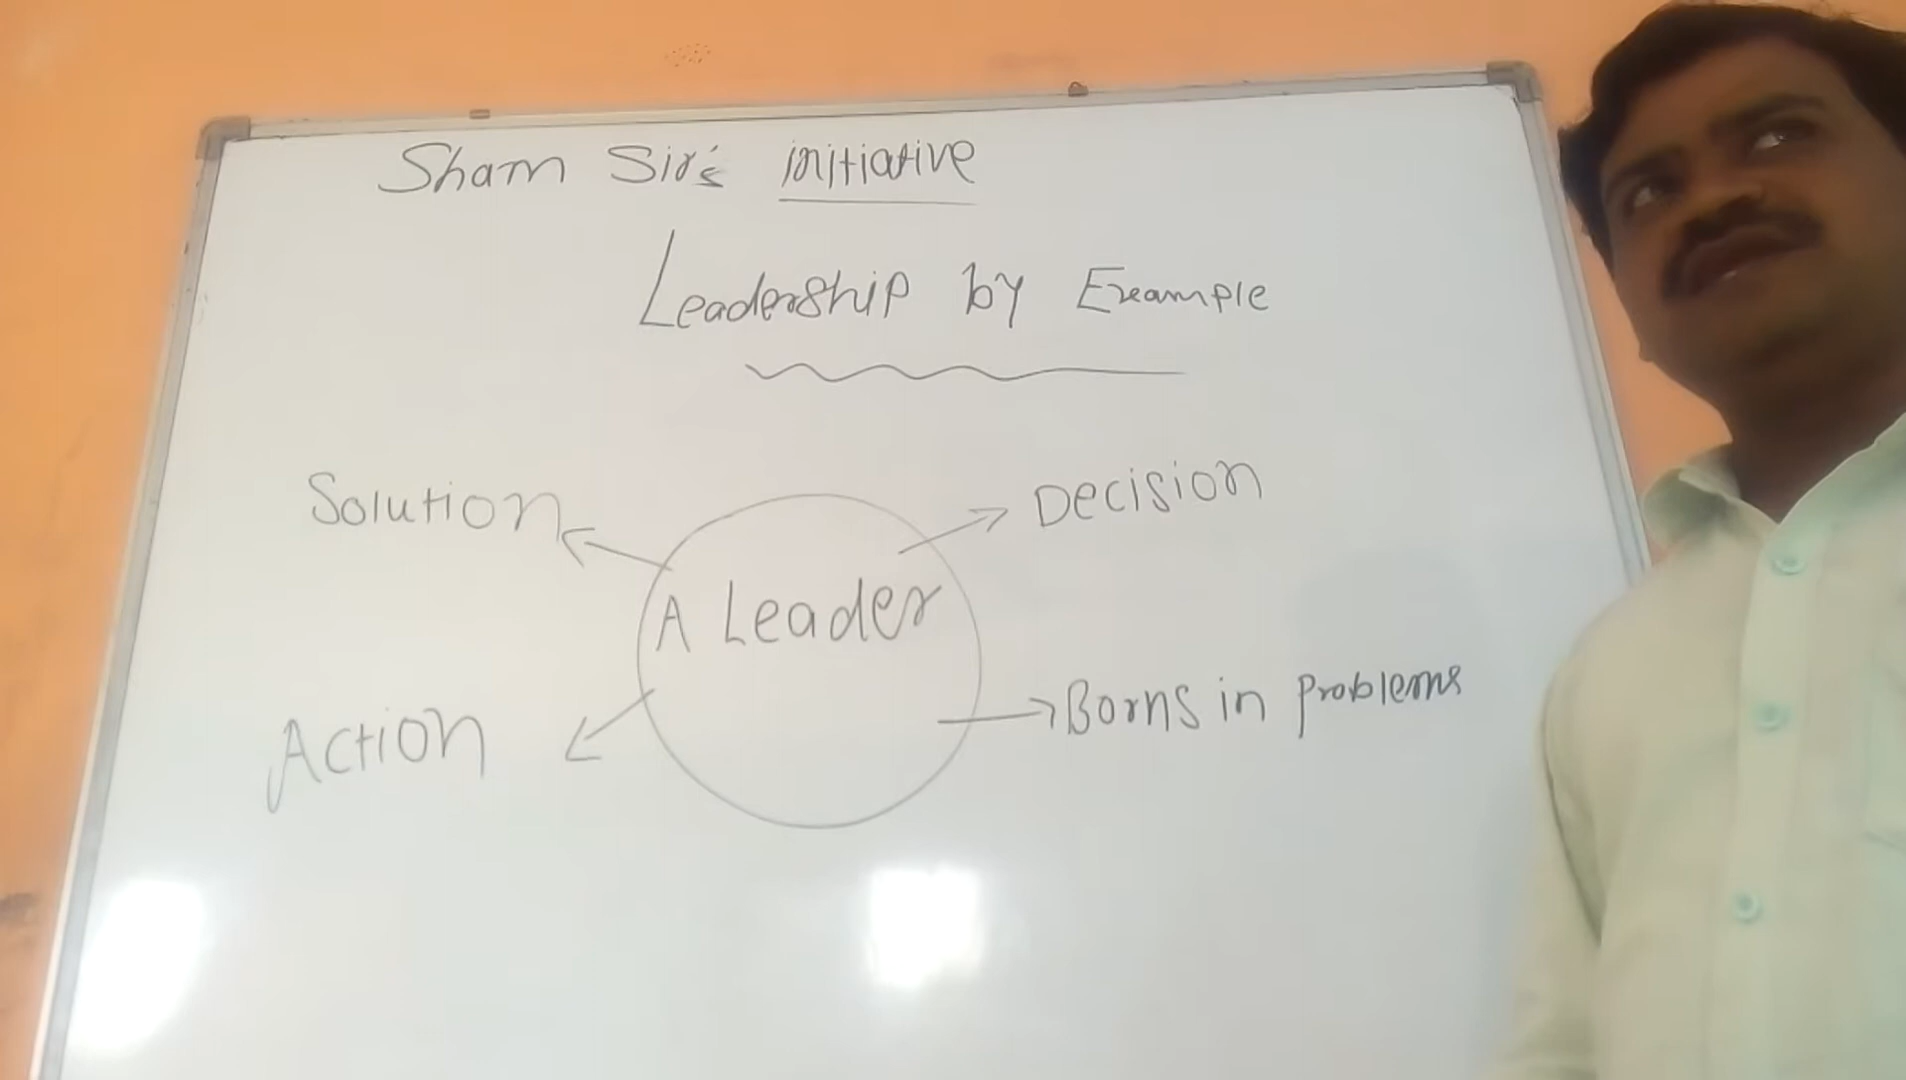 Sham Sir's initiative
Leadership by Example
Solution
Decision
A Leader
Action
Borns in problems